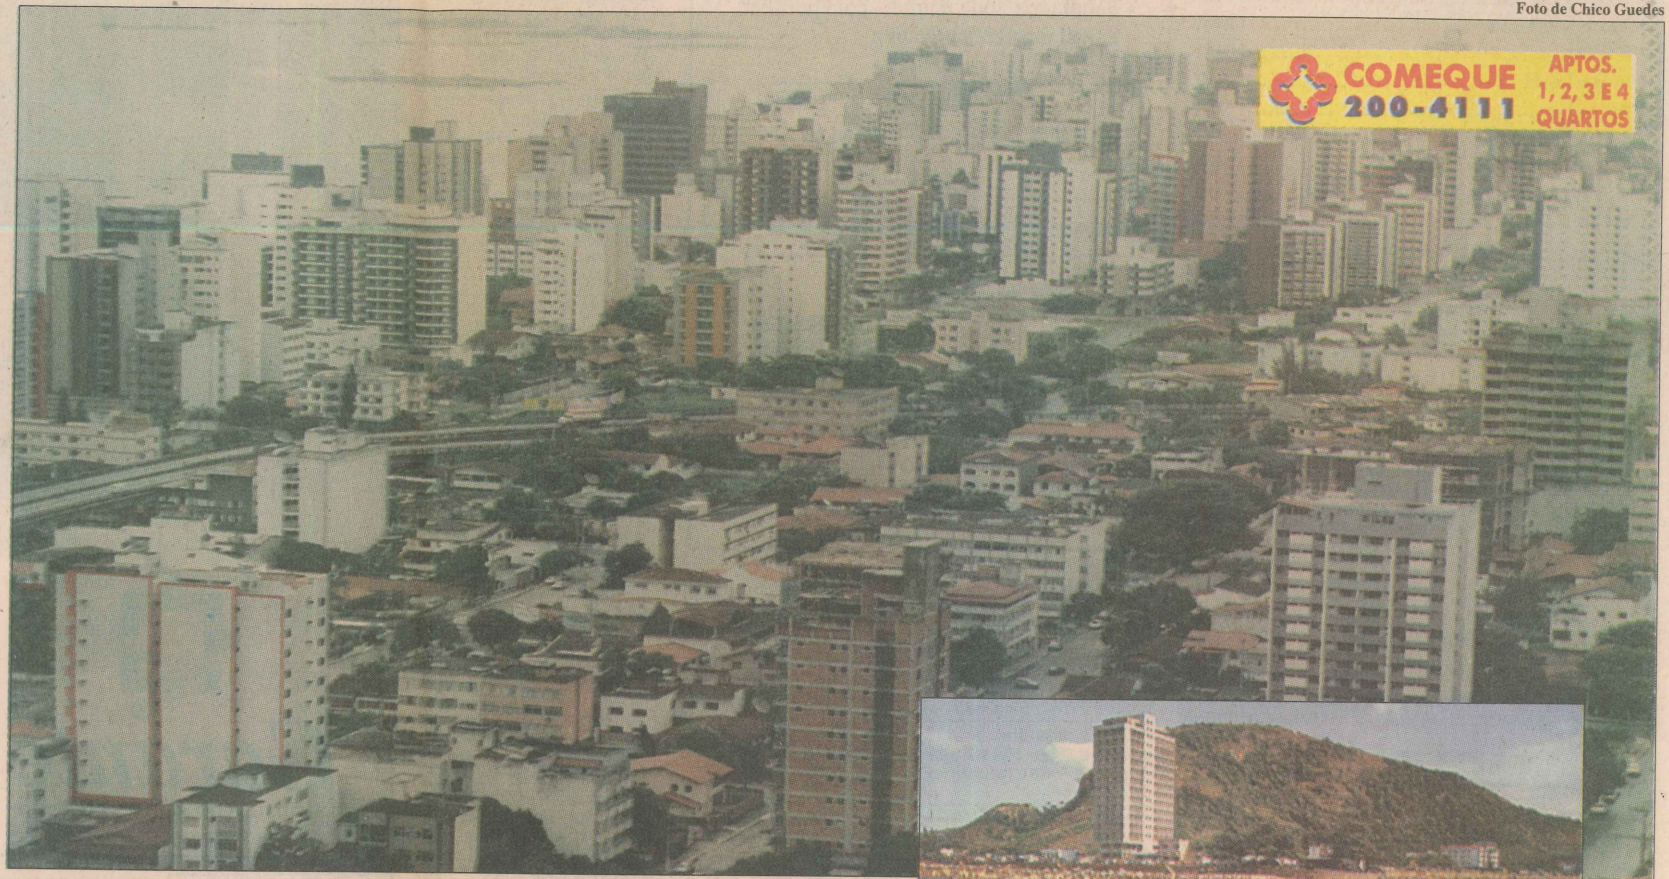 Foto de Chico Guedes
COMEQUE
200-4111
APTOS.
1, 2, 3 E 4
QUARTOS